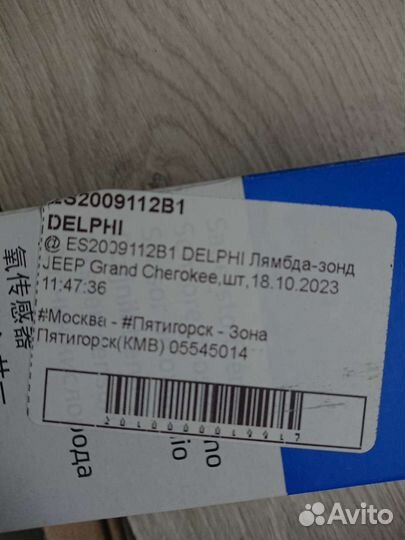 ES2009112B1
DELPHI
@ ES2009112B1 DELPHI Лямбда-зонд
JEEP Grand Cherokee,шт,18.10.2023
11:47:36
#Москва - #Пятигорск - Зона
Пятигорск(КМВ) 05545014
氧传感器
Avito